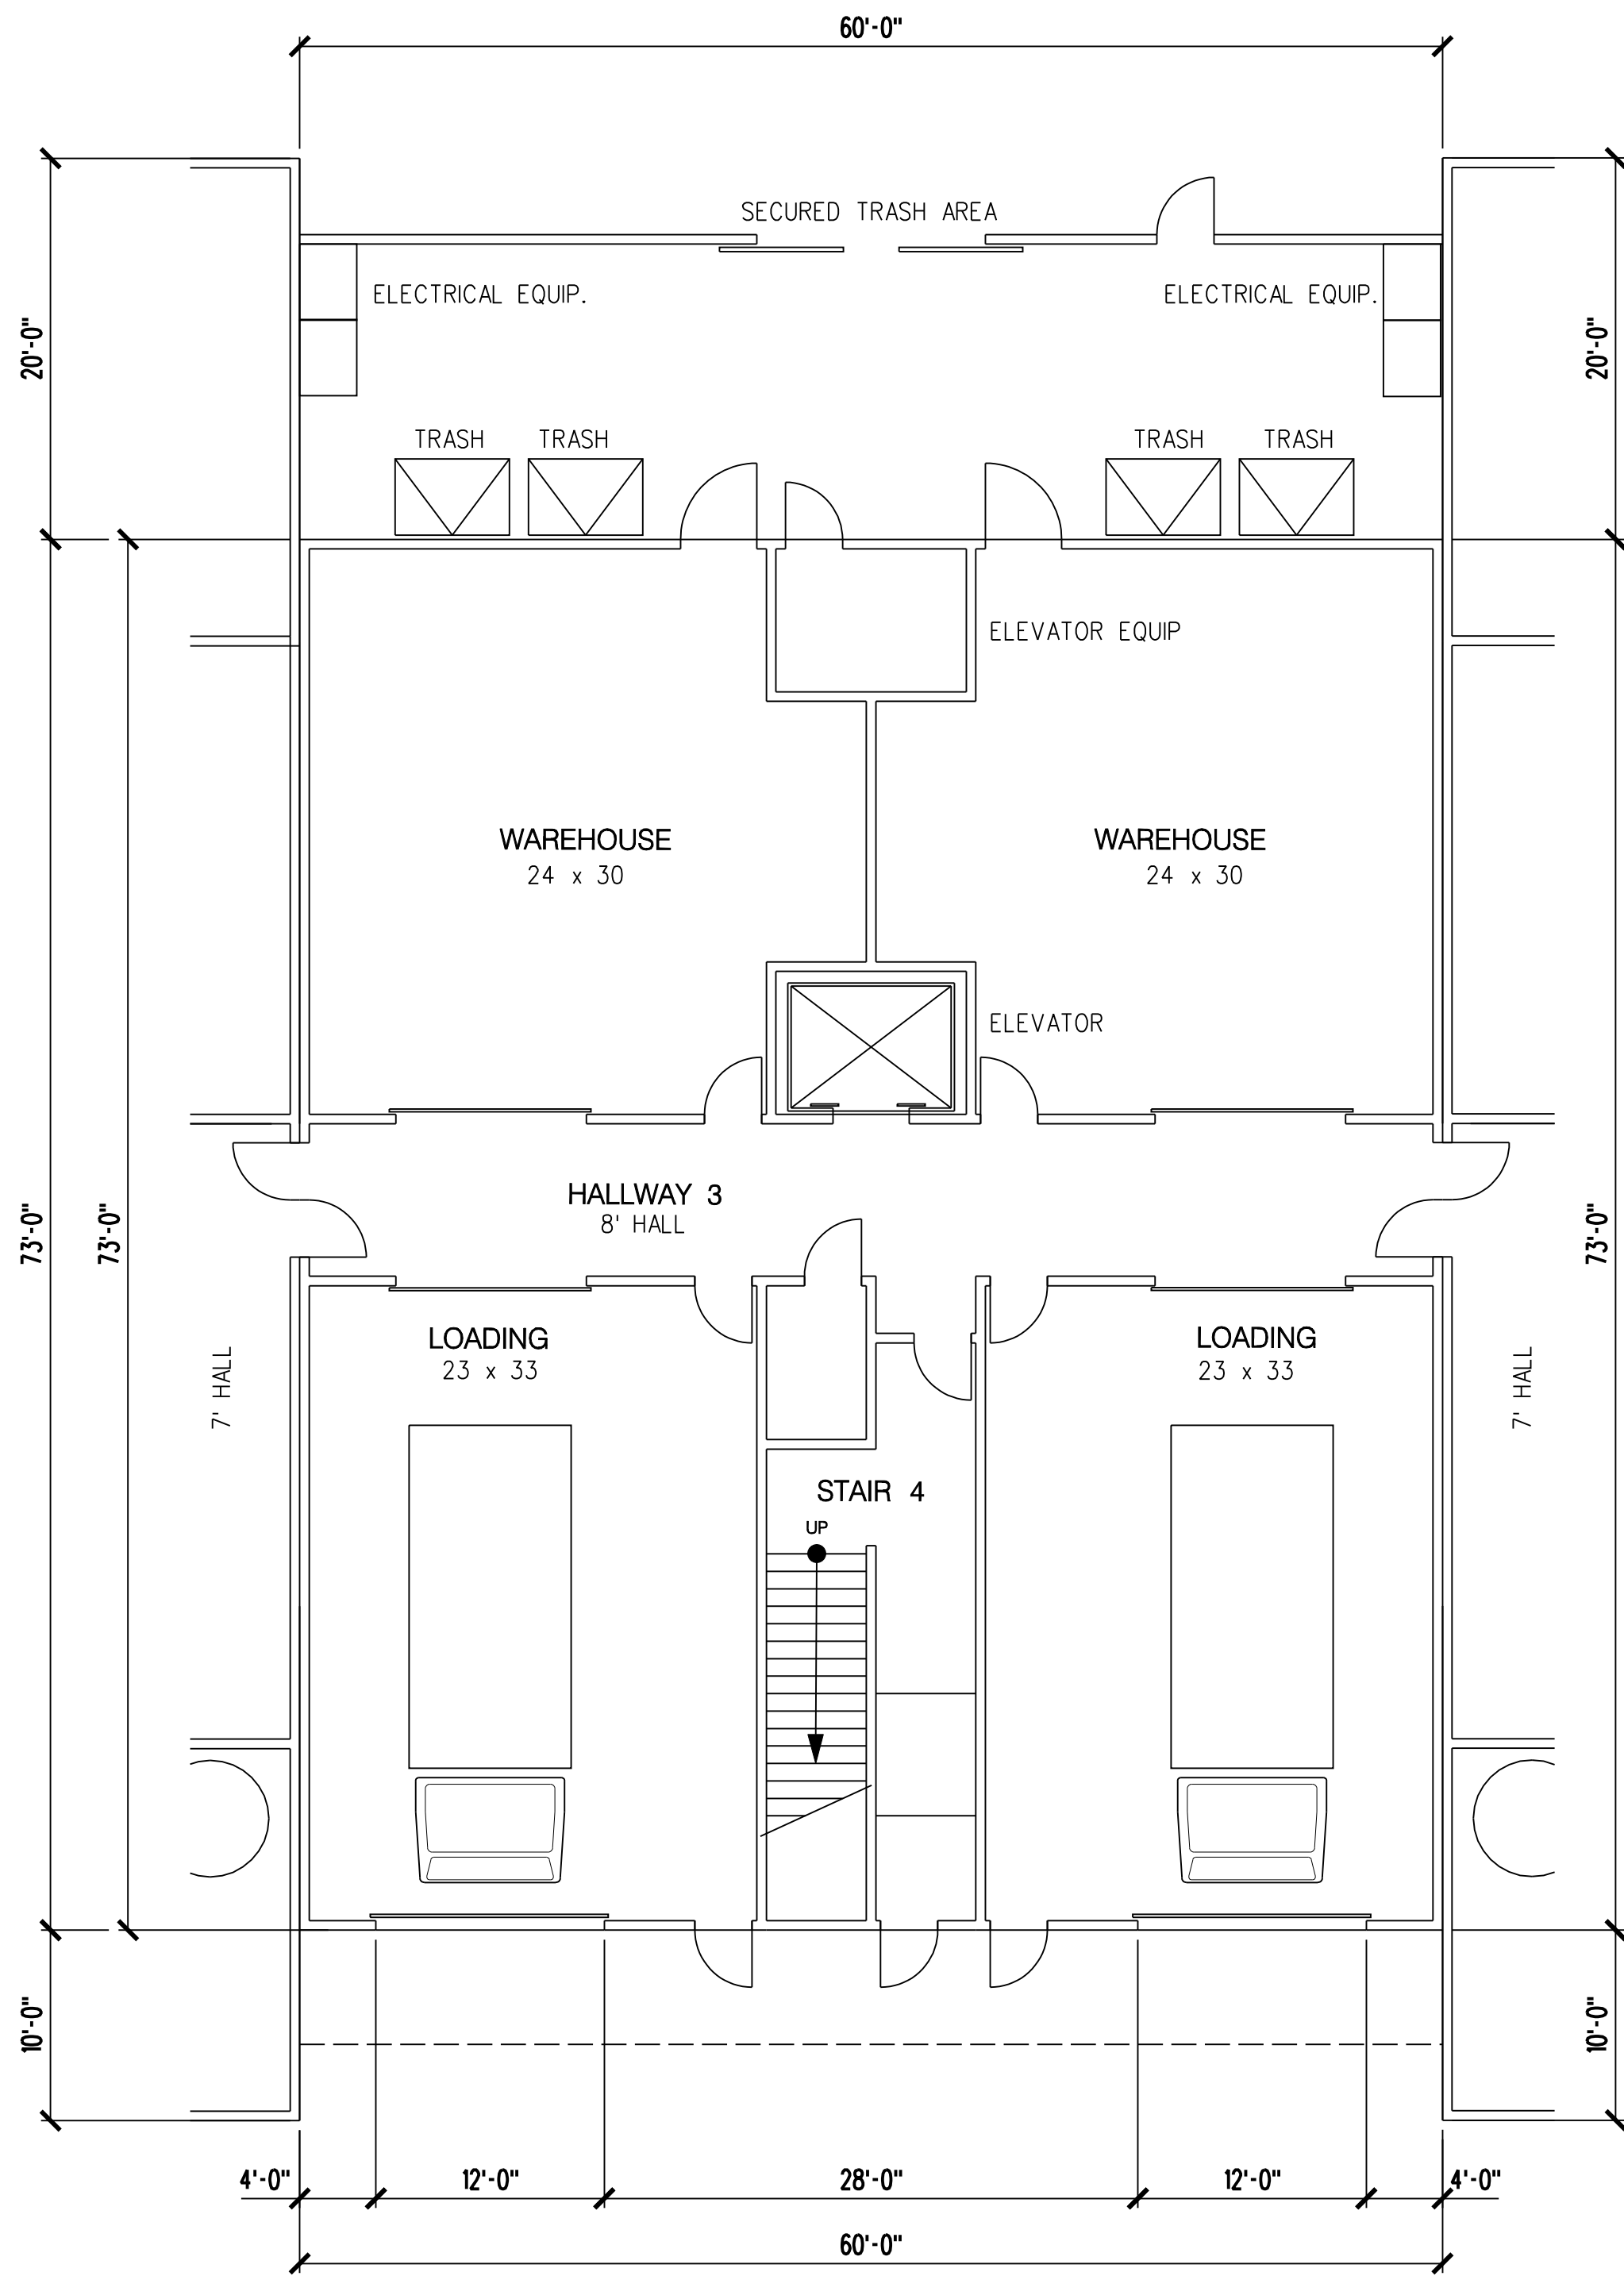 60'-0"
SECURED TRASH AREA
ELECTRICAL EQUIP.
ELECTRICAL EQUIP.
20'-0"
20'-0"
TRASH
TRASH
TRASH
TRASH
ELEVATOR EQUIP
WAREHOUSE
24 x 30
WAREHOUSE
24 x 30
ELEVATOR
HALLWAY 3
8' HALL
73'-0"
73'-0"
73'-0"
LOADING
23 x 33
LOADING
23 x 33
7' HALL
7' HALL
STAIR 4
UP
10'-0"
10'-0"
4'-0"
12'-0"
28'-0"
12'-0"
4'-0"
60'-0"